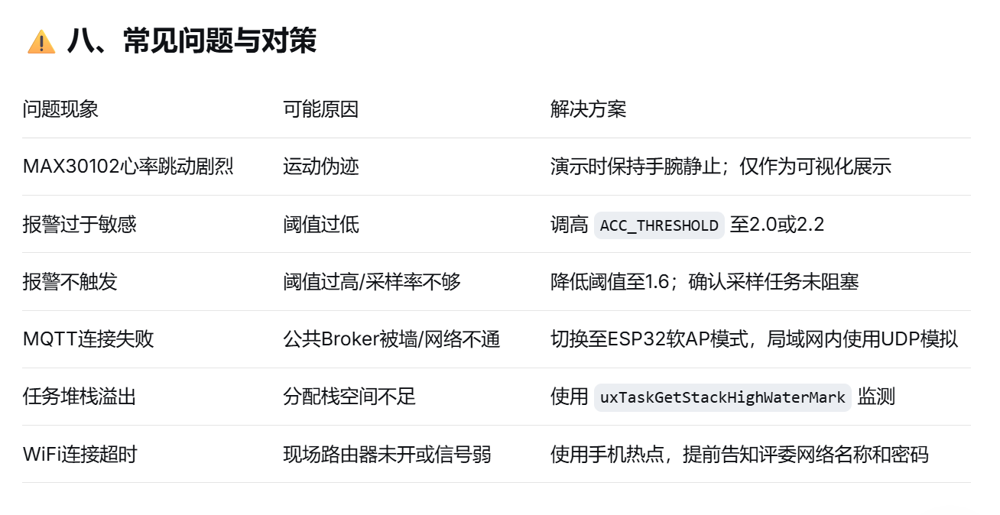 ⚠️ 八、常见问题与对策
问题现象 可能原因 解决方案
MAX30102心率跳动剧烈 运动伪迹 演示时保持手腕静止；仅作为可视化展示
报警过于敏感 阈值过低 调高 ACC_THRESHOLD 至2.0或2.2
报警不触发 阈值过高/采样率不够 降低阈值至1.6；确认采样任务未阻塞
MQTT连接失败 公共Broker被墙/网络不通 切换至ESP32软AP模式，局域网内使用UDP模拟
任务堆栈溢出 分配栈空间不足 使用 uxTaskGetStackHighWaterMark 监测
WiFi连接超时 现场路由器未开或信号弱 使用手机热点，提前告知评委网络名称和密码